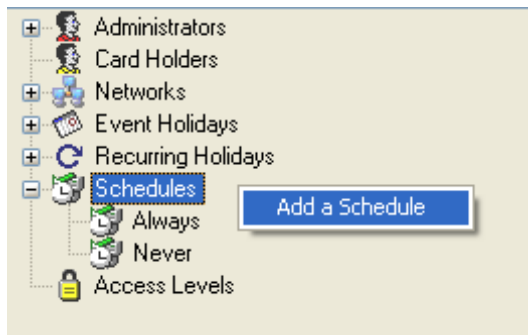 Administrators
Card Holders
Networks
Event Holidays
Recurring Holidays
Schedules
Add a Schedule
Always
Never
Access Levels